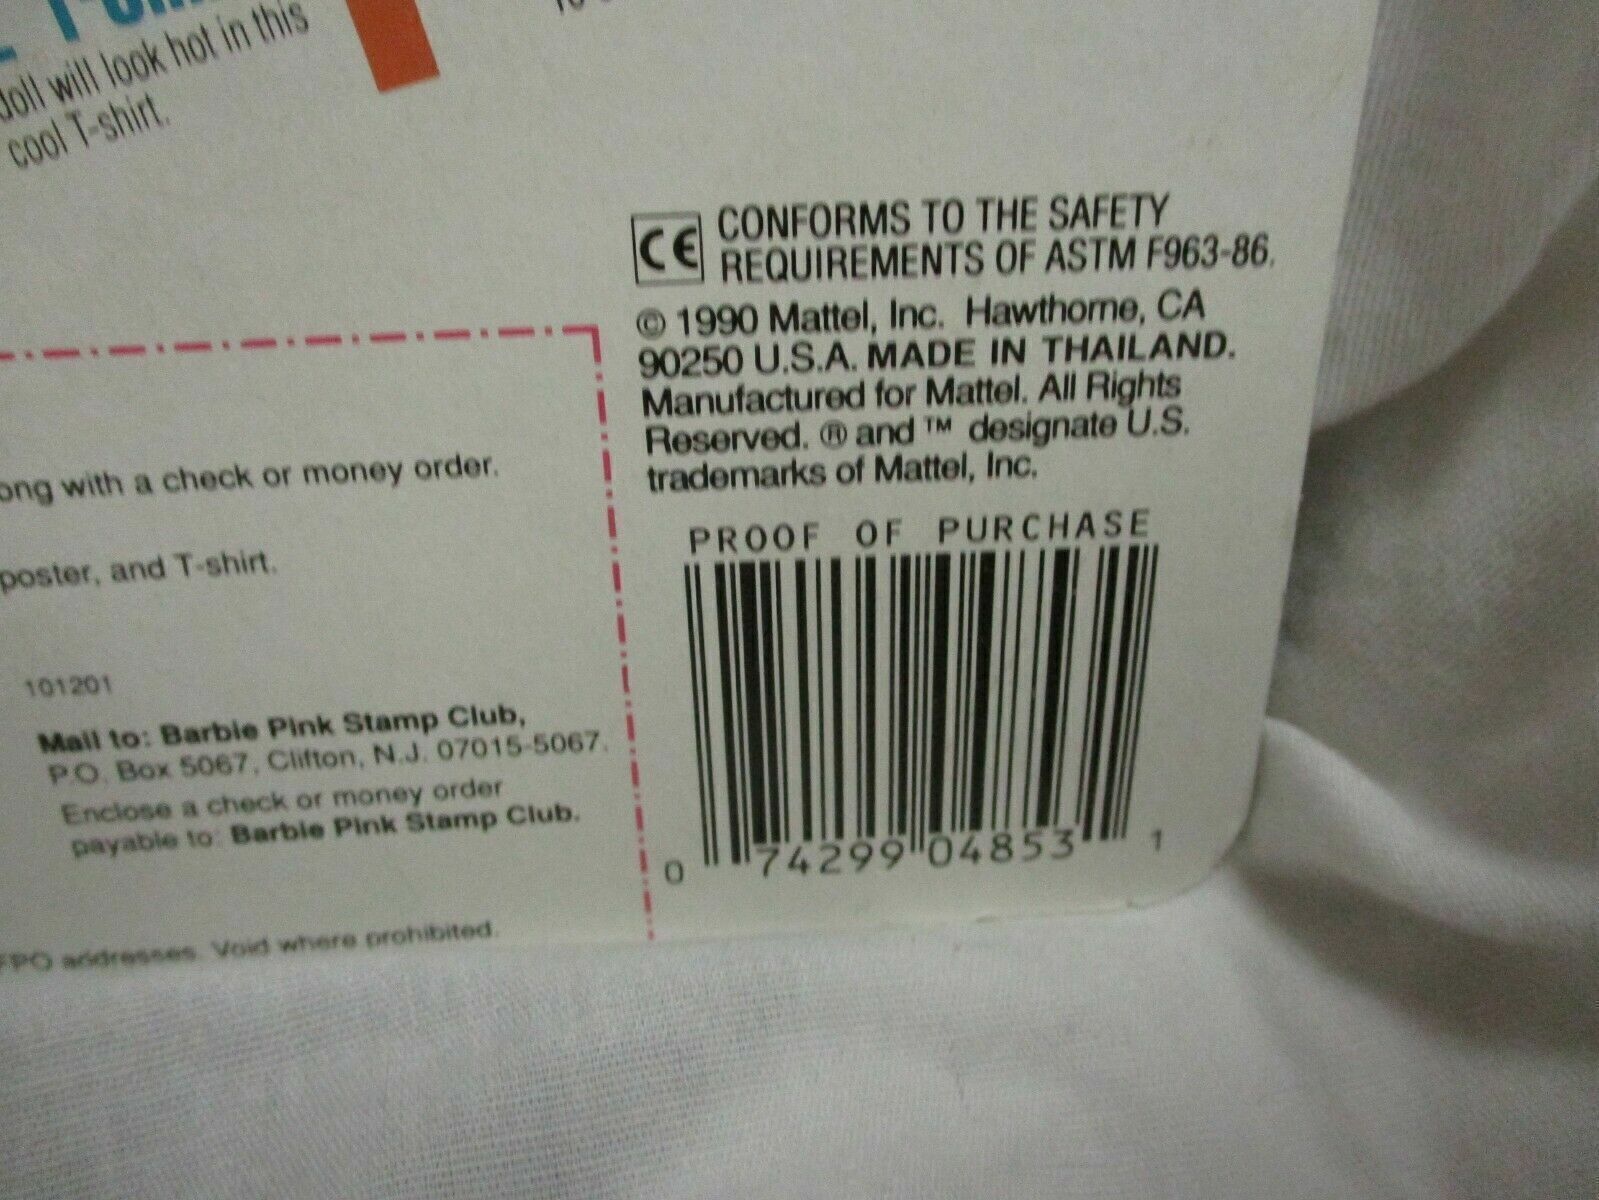 doll will look hot in this
cool T-shirt.
CE CONFORMS TO THE SAFETY
REQUIREMENTS OF ASTM F963-86.
© 1990 Mattel, Inc. Hawthorne, CA
90250 U.S.A. MADE IN THAILAND.
Manufactured for Mattel. All Rights
Reserved. ® and ™ designate U.S.
trademarks of Mattel, Inc.
with a check or money order.
poster, and T-shirt.
101201
Mail to: Barbie Pink Stamp Club,
P.O. Box 5067, Clifton, N.J. 07015-5067.
Enclose a check or money order
payable to: Barbie Pink Stamp Club.
FPO addresses. Void where prohibited.
PROOF OF PURCHASE
0 74299 04853 1